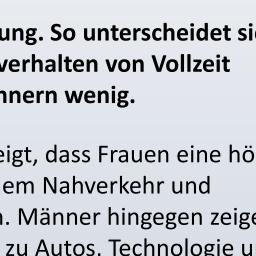 ung. So unterscheidet si
verhalten von Vollzeit
nnern wenig.
eigt, dass Frauen eine hö
em Nahverkehr und
n. Männer hingegen zeige
zu Autos, Technologie u